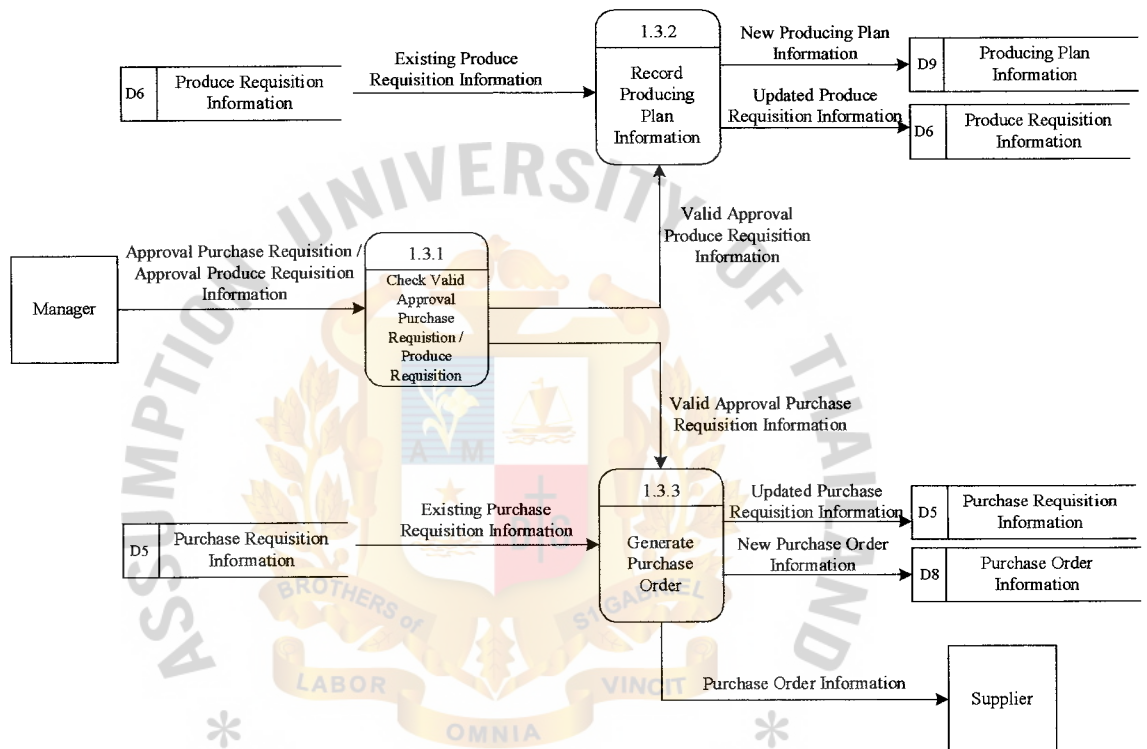 1.3.2
Record
Producing
Plan
Information
New Producing Plan
Information
D9
Producing Plan
Information
Existing Produce
Requisition Information
D6
Produce Requisition
Information
Updated Produce
Requisition Information
D6
Produce Requisition
Information
Valid Approval
Produce Requisition
Information
Approval Purchase Requisition /
Approval Produce Requisition
Information
Manager
1.3.1
Check Valid
Approval
Purchase
Requistion /
Produce
Requisition
Valid Approval Purchase
Requisition Information
1.3.3
Generate
Purchase
Order
Existing Purchase
Requisition Information
D5
Purchase Requisition
Information
Updated Purchase
Requisition Information
D5
Purchase Requisition
Information
New Purchase Order
Information
D8
Purchase Order
Information
Purchase Order Information
Supplier
ASSUMPTION UNIVERSITY OF THAILAND
A M
D S
BROTHERS of
ST GABRIEL
LABOR
OMNIA
VINCIT